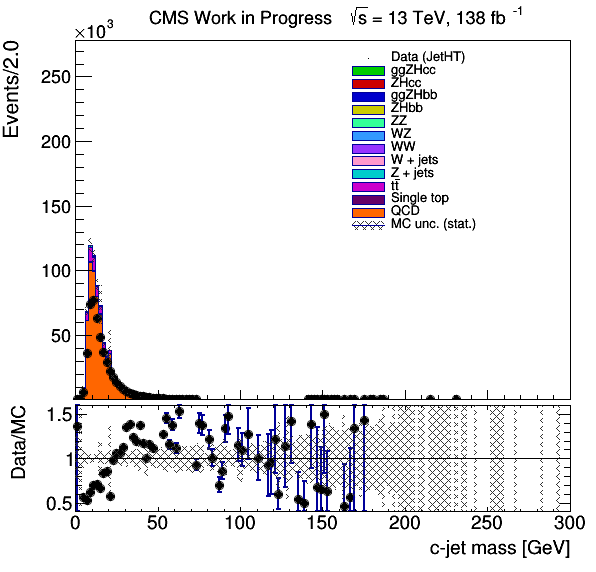 CMS Work in Progress √s = 13 TeV, 138 fb -1
×10³
Events/2.0
250
200
150
100
50
Data (JetHT)
ggZHcc
ZHcc
ggZHbb
ZHbb
ZZ
WZ
WW
W + jets
Z + jets
tt̄
Single top
QCD
MC unc. (stat.)
Data/MC
1.5
1
0.5
0 50 100 150 200 250 300
c-jet mass [GeV]